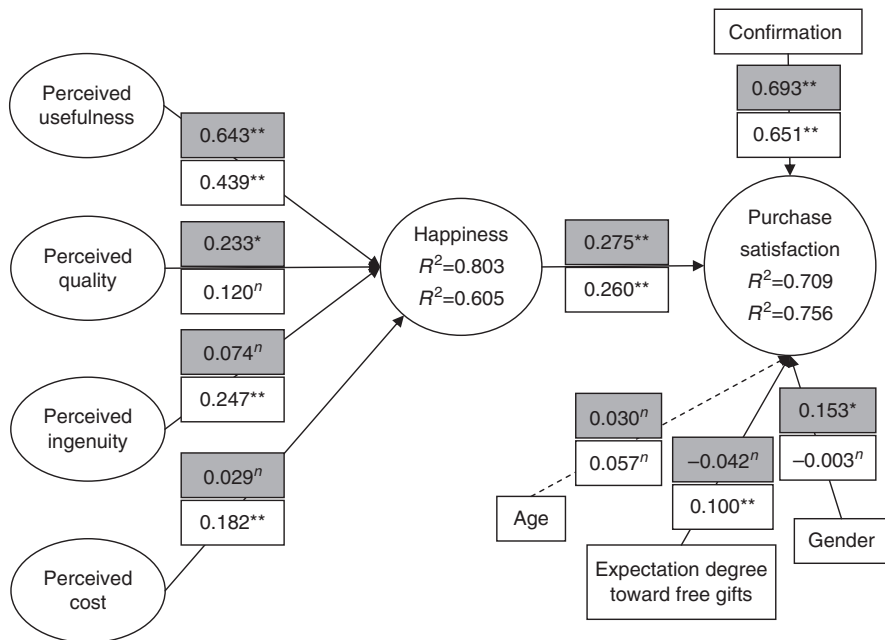 Confirmation
0.693**
0.651**
Perceived
usefulness
0.643**
0.439**
Perceived
quality
0.233*
0.120ⁿ
Happiness
R²=0.803
R²=0.605
0.275**
0.260**
Purchase
satisfaction
R²=0.709
R²=0.756
Perceived
ingenuity
0.074ⁿ
0.247**
Perceived
cost
0.029ⁿ
0.182**
0.030ⁿ
0.057ⁿ
Age
–0.042ⁿ
0.100**
Expectation degree
toward free gifts
0.153*
–0.003ⁿ
Gender